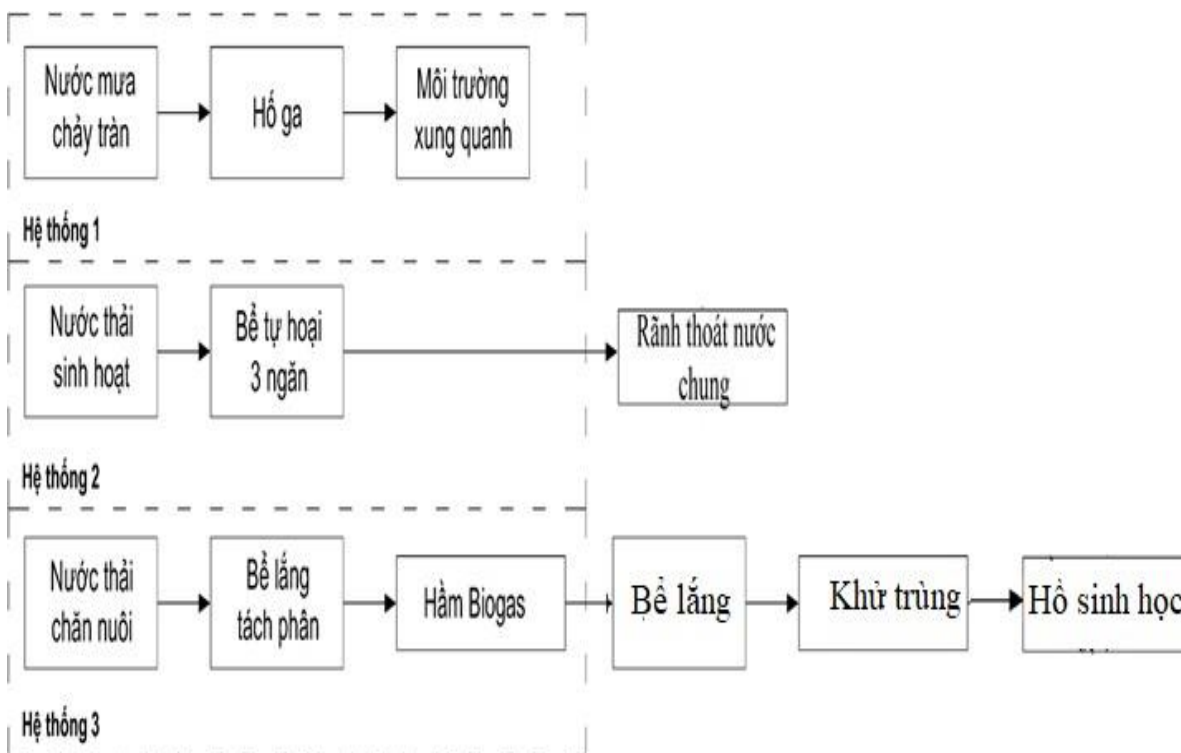 Nước mưa
chảy tràn
Hố ga
Môi trường
xung quanh
Hệ thống 1
Nước thải
sinh hoạt
Bể tự hoại
3 ngăn
Rãnh thoát nước
chung
Hệ thống 2
Nước thải
chăn nuôi
Bể lắng
tách phân
Hầm Biogas
Bể lắng
Khử trùng
Hồ sinh học
Hệ thống 3